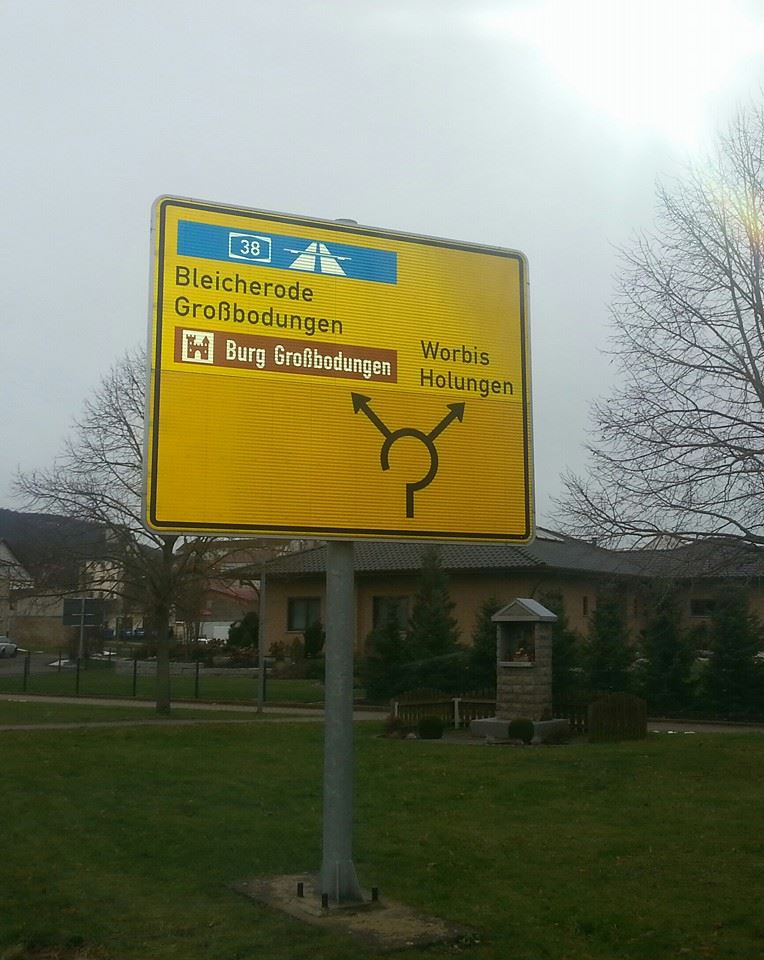 38
Bleicherode
Großbodungen
Burg Großbodungen
Worbis
Holungen